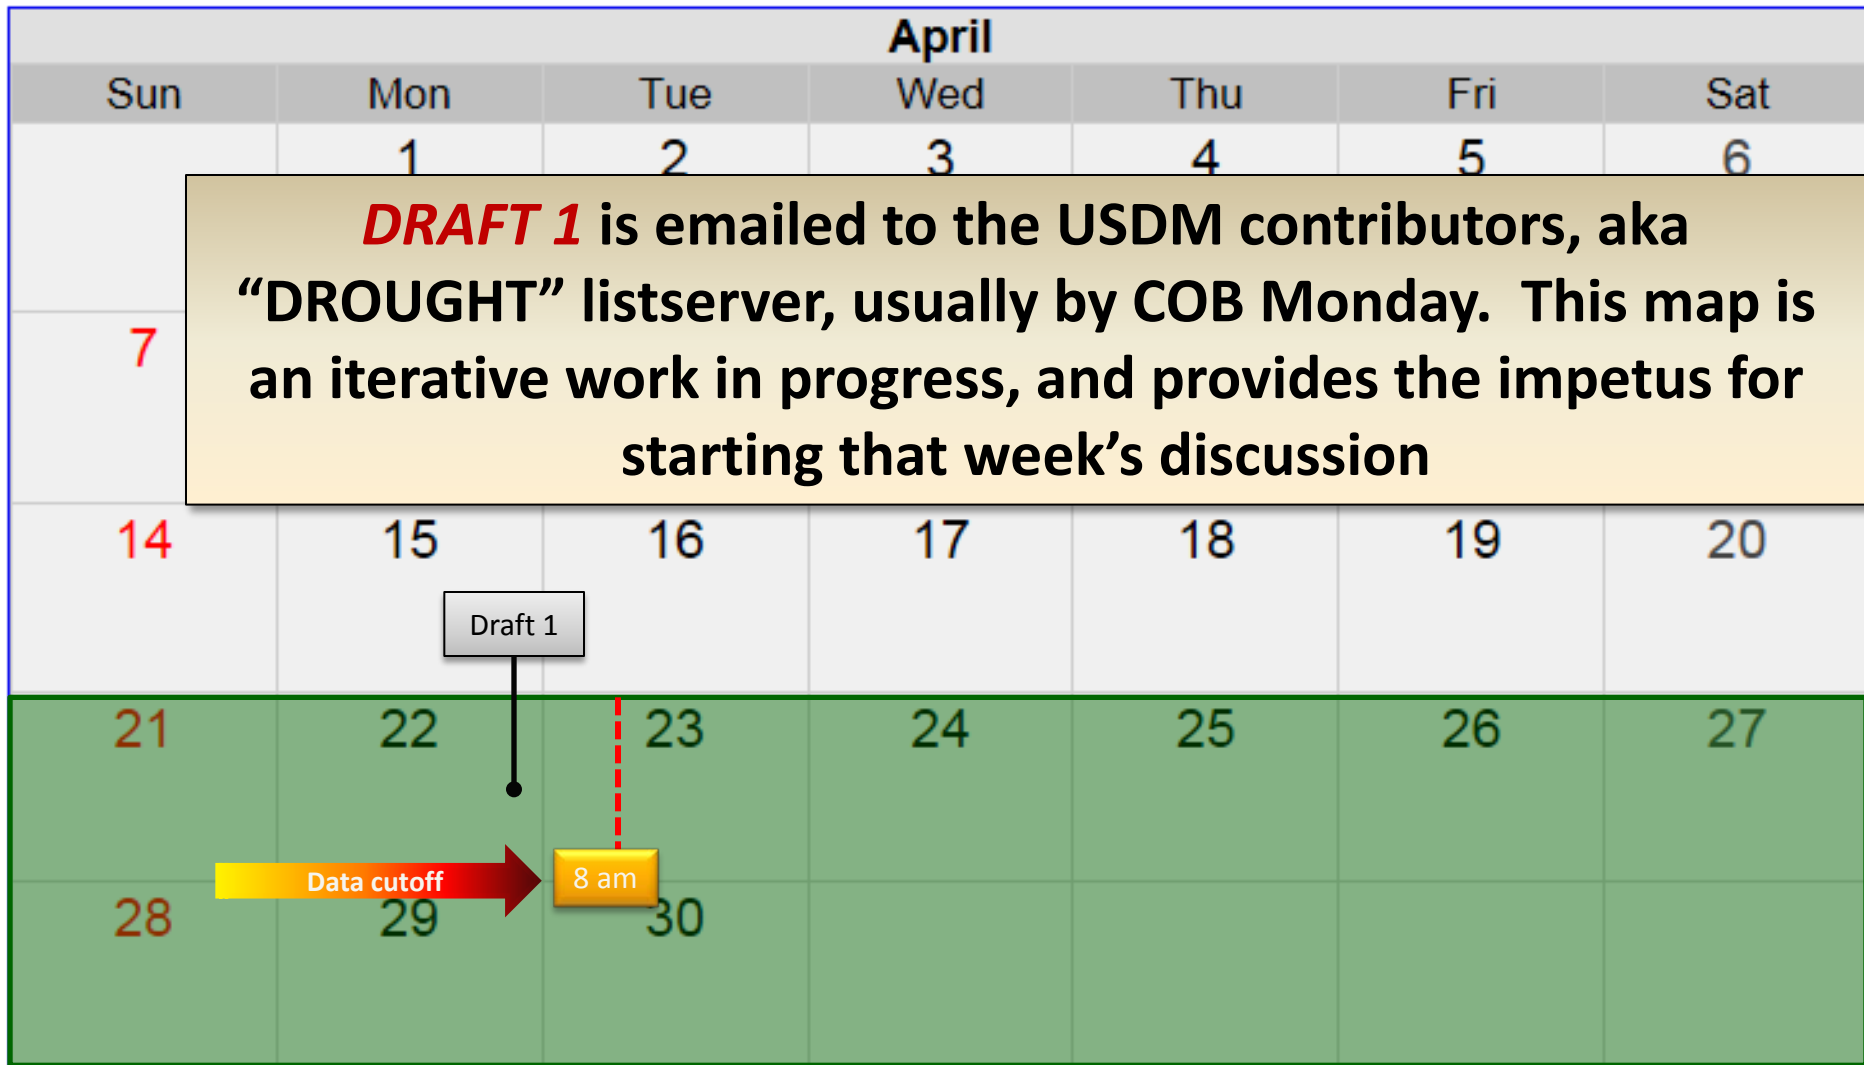 April
Sun Mon Tue Wed Thu Fri Sat
1 2 3 4 5 6
DRAFT 1 is emailed to the USDM contributors, aka
“DROUGHT” listserver, usually by COB Monday.  This map is
an iterative work in progress, and provides the impetus for
starting that week’s discussion
7
14 15 16 17 18 19 20
Draft 1
21 22 23 24 25 26 27
Data cutoff 8 am
28 29 30